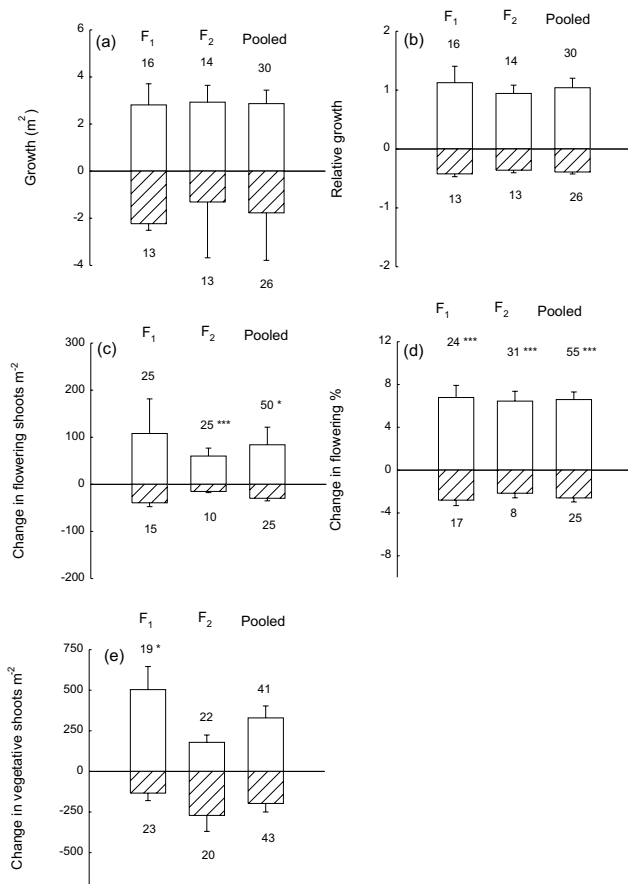 (a) F1 F2 Pooled
16 14 30
6
4
2
0
-2
-4
Growth (m2)
13 13 26
(b) F1 F2 Pooled
16 14 30
2
1
0
-1
-2
Relative growth
13 13 26
(c) F1 F2 Pooled
25 25 *** 50 *
300
200
100
0
-100
-200
Change in flowering shoots m-2
15 10 25
(d) F1 F2 Pooled
24 *** 31 *** 55 ***
12
8
4
0
-4
-8
Change in flowering %
17 8 25
(e) F1 F2 Pooled
19 * 22 41
750
500
250
0
-250
-500
Change in vegetative shoots m-2
23 20 43